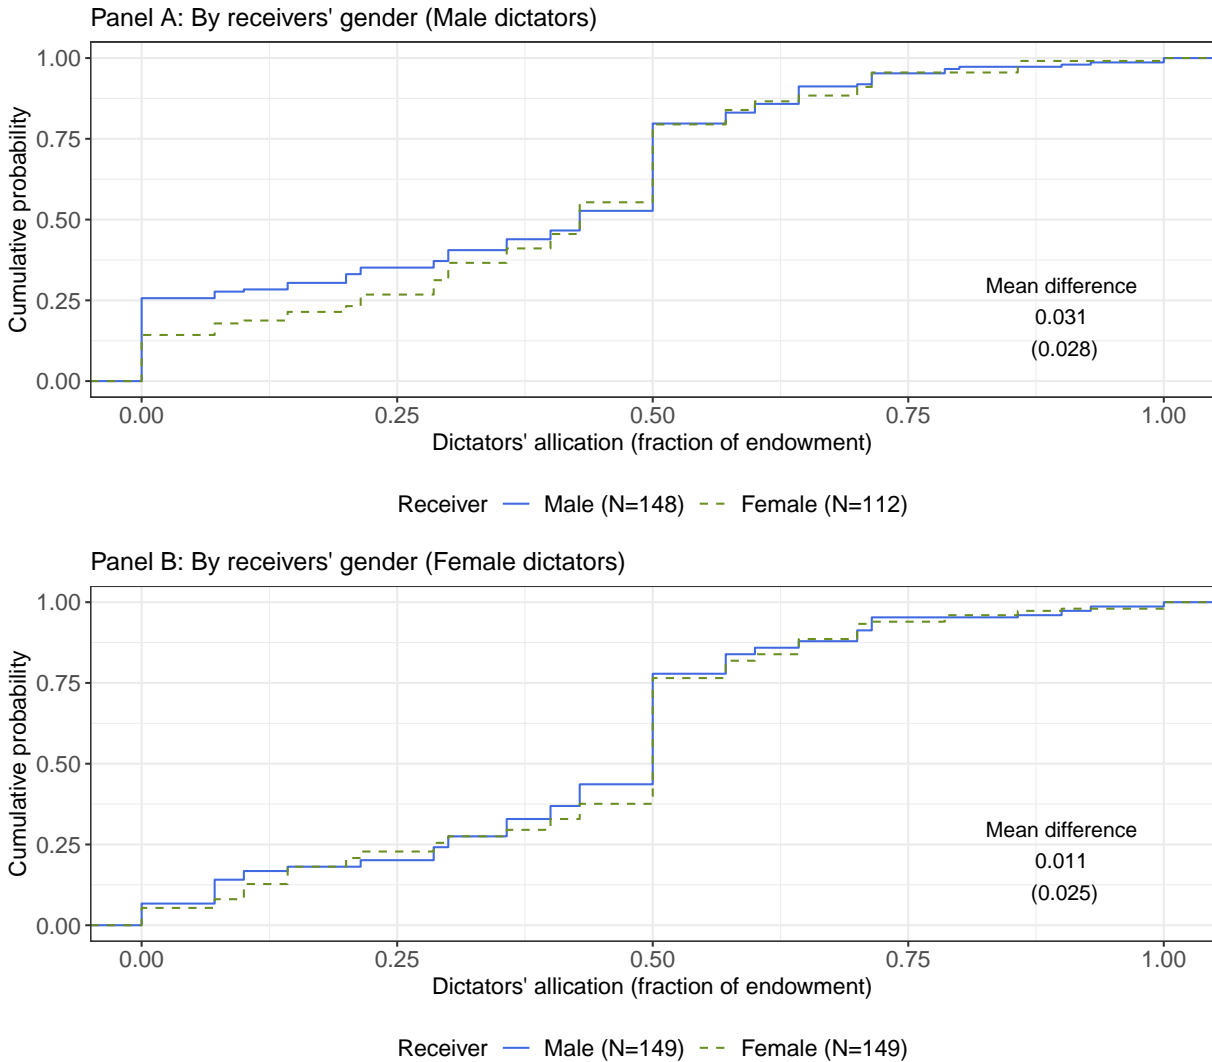 Panel A: By receivers' gender (Male dictators)
Cumulative probability
1.00
0.75
0.50
0.25
0.00
Mean difference
0.031
(0.028)
0.00 0.25 0.50 0.75 1.00
Dictators' allication (fraction of endowment)
Receiver Male (N=148) Female (N=112)
Panel B: By receivers' gender (Female dictators)
Cumulative probability
1.00
0.75
0.50
0.25
0.00
Mean difference
0.011
(0.025)
0.00 0.25 0.50 0.75 1.00
Dictators' allication (fraction of endowment)
Receiver Male (N=149) Female (N=149)